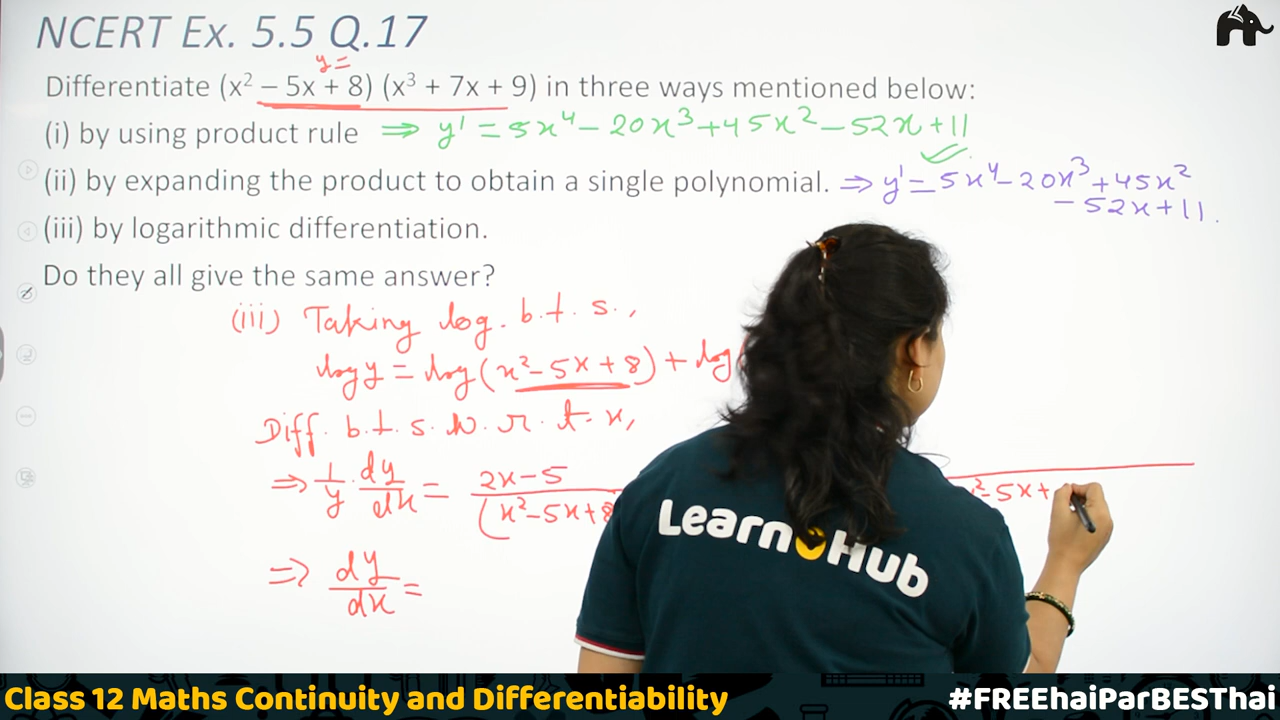 NCERT Ex. 5.5 Q.17
y =
Differentiate (x² – 5x + 8) (x³ + 7x + 9) in three ways mentioned below:
(i) by using product rule ⇒ y' = 5x⁴ – 20x³ + 45x² – 52x + 11
(ii) by expanding the product to obtain a single polynomial. ⇒ y' = 5x⁴ – 20x³ + 45x²
– 52x + 11.
(iii) by logarithmic differentiation.
Do they all give the same answer?
(iii) Taking log. b.t.s.,
log y = log (x² – 5x + 8) + log (
Diff. b.t.s. w.r.t. x,
⇒ 1/y . dy/dx = 2x – 5 / (x² – 5x + 8
x² – 5x +
⇒ dy/dx =
LearnoHub
Class 12 Maths Continuity and Differentiability
#FREEhaiParBESThai